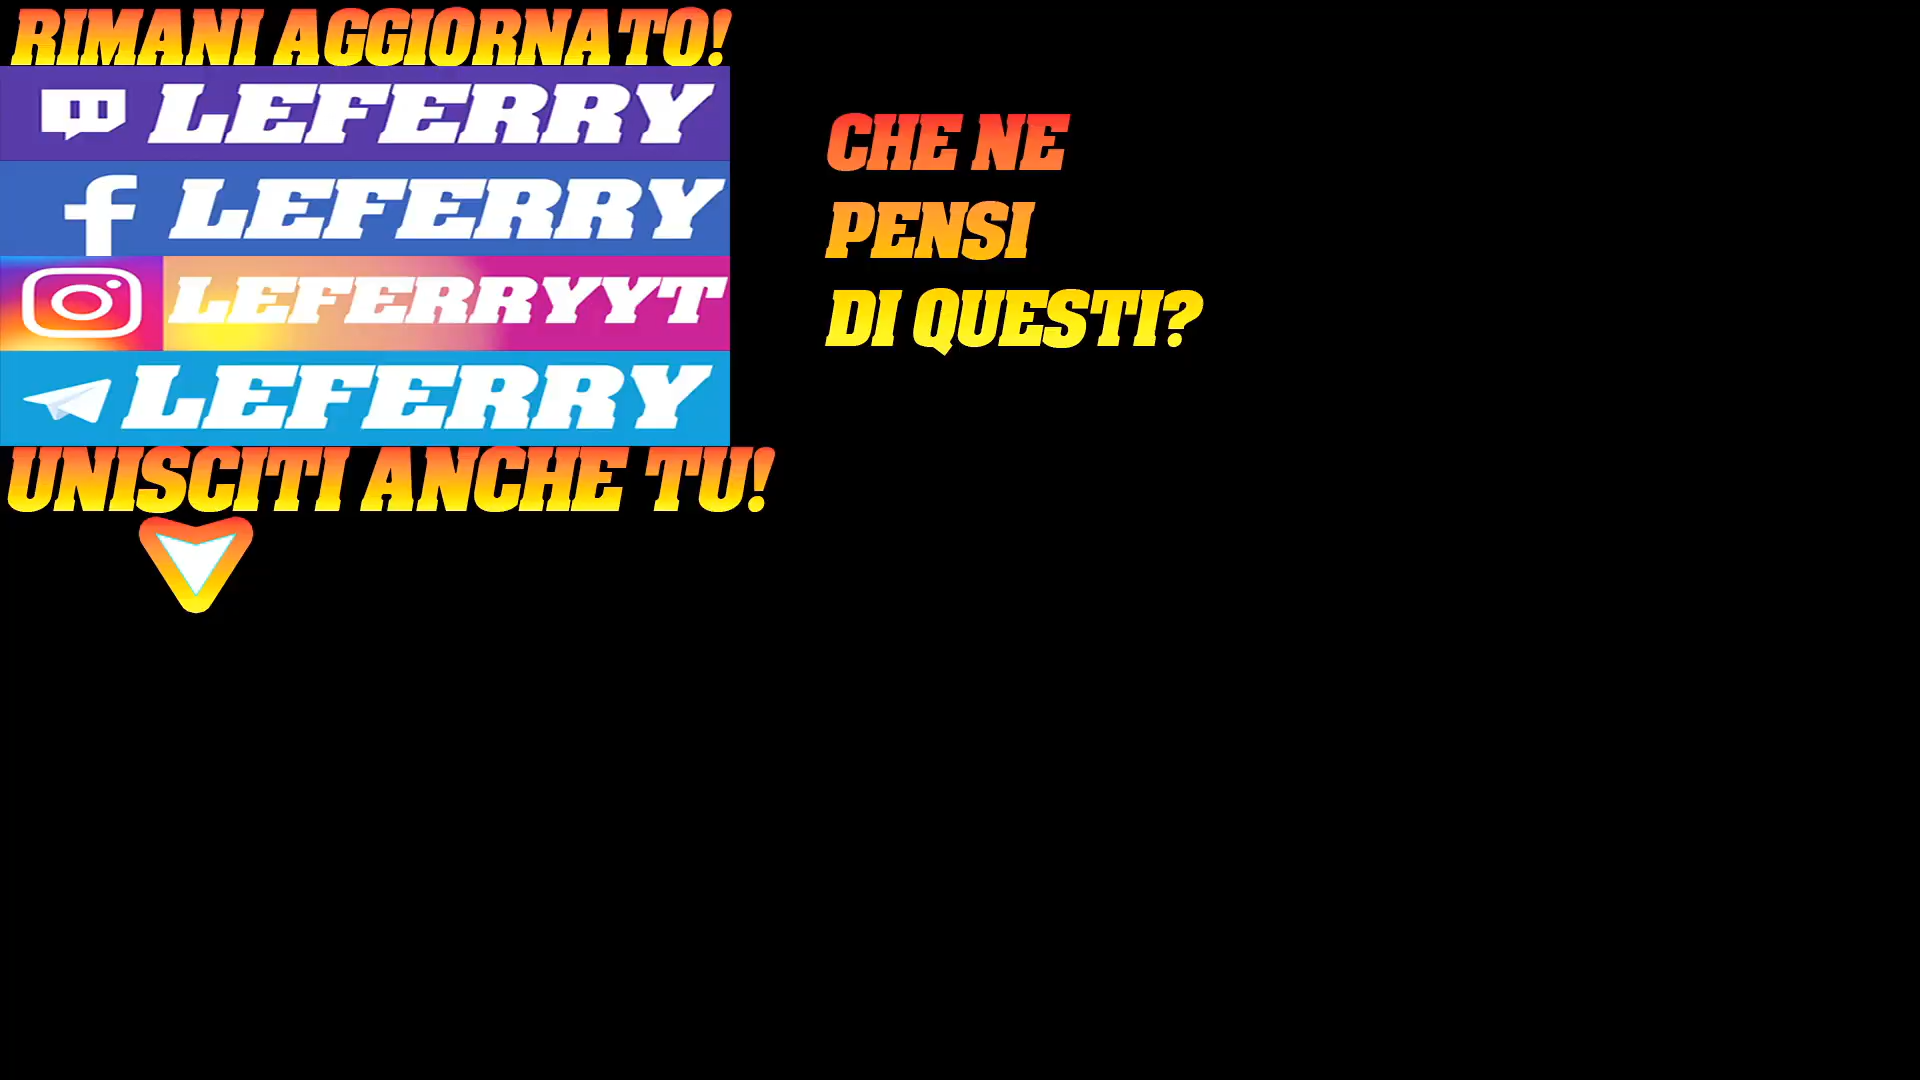 RIMANI AGGIORNATO!
LEFERRY
LEFERRY
LEFERRYYT
LEFERRY
UNISCITI ANCHE TU!
CHE NE
PENSI
DI QUESTI?